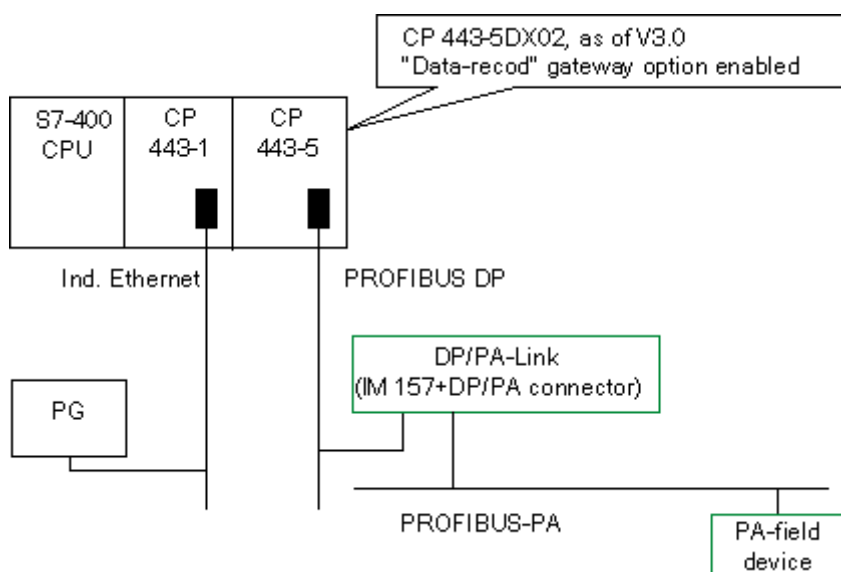 CP 443-5DX02, as of V3.0
"Data-recod" gateway option enabled
S7-400
CPU
CP
443-1
CP
443-5
Ind. Ethernet
PROFIBUS DP
DP/PA-Link
(IM 157+DP/PA connector)
PG
PROFIBUS-PA
PA-field
device